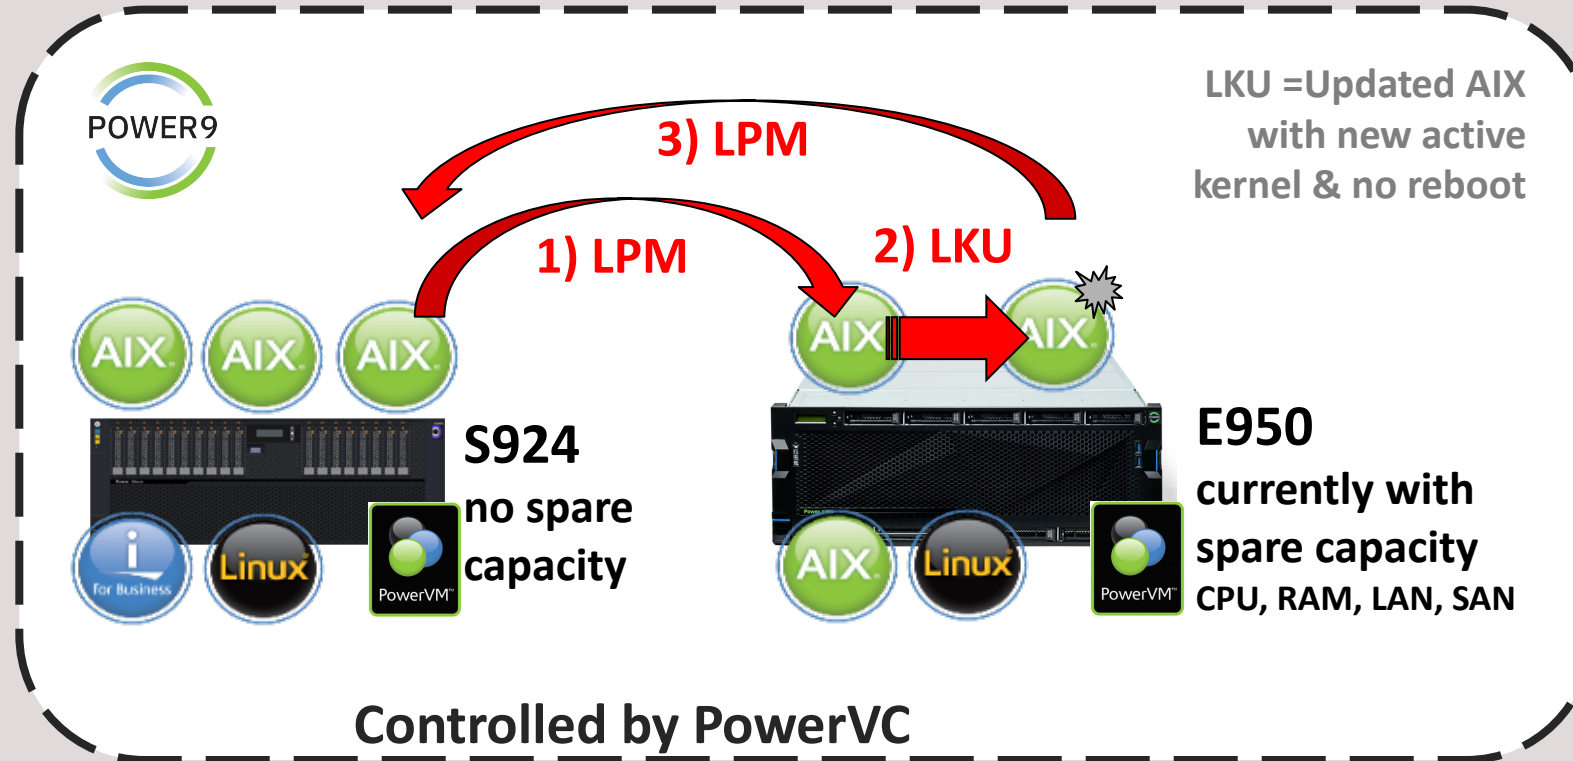 POWER9
LKU =Updated AIX
with new active
kernel & no reboot
3) LPM
1) LPM
2) LKU
AIX
AIX
AIX
AIX
AIX
S924
no spare
capacity
E950
currently with
spare capacity
CPU, RAM, LAN, SAN
i
for Business
Linux
PowerVM™
AIX
Linux
PowerVM™
Controlled by PowerVC